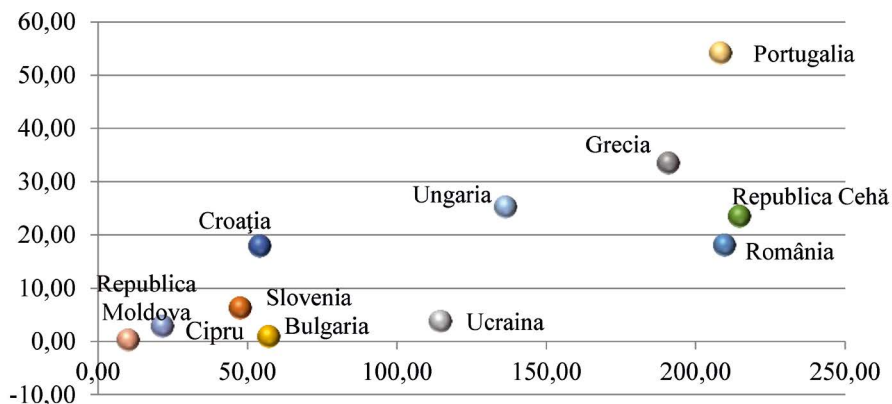 60,00
50,00
40,00
30,00
20,00
10,00
0,00
-10,00
Portugalia
Grecia
Ungaria
Republica Cehă
Croaţia
România
Republica
Moldova
Slovenia
Cipru
Bulgaria
Ucraina
0,00 50,00 100,00 150,00 200,00 250,00